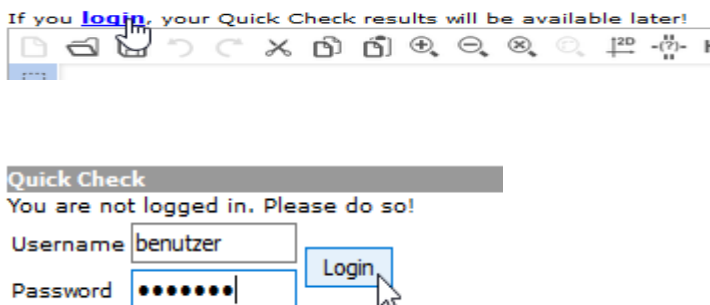 If you login, your Quick Check results will be available later!
2D
-(?)-
Quick Check
You are not logged in. Please do so!
Username benutzer
Login
Password •••••••